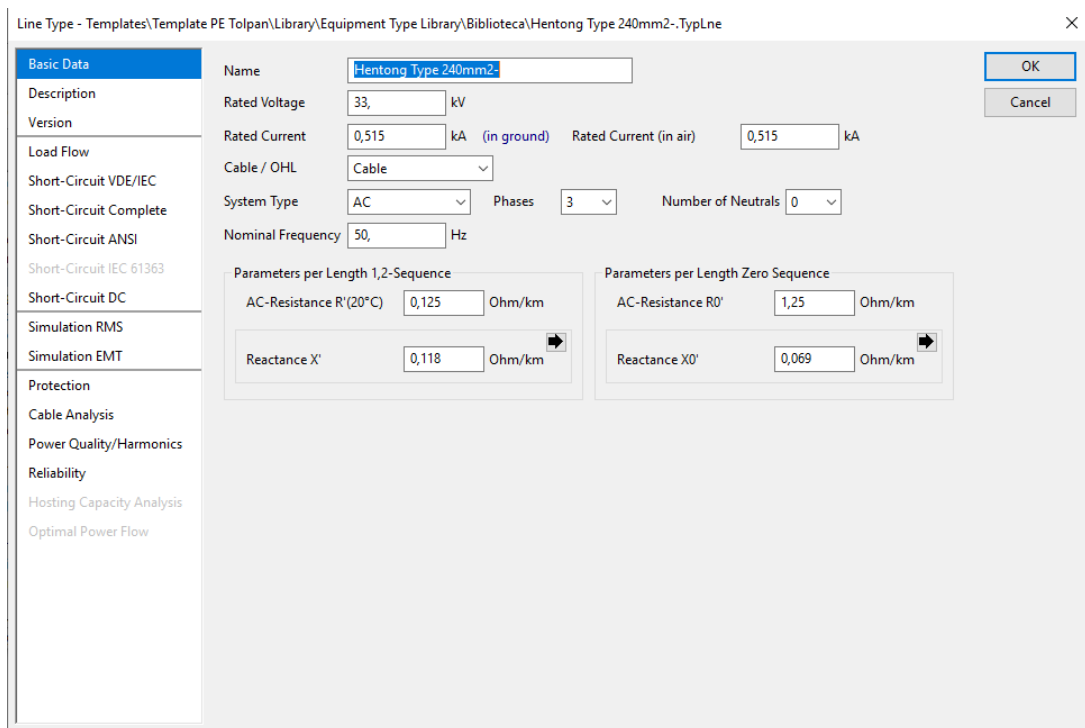 Line Type - Templates\Template PE Tolpan\Library\Equipment Type Library\Biblioteca\Hentong Type 240mm2-.TypLne
Basic Data
Description
Version
Load Flow
Short-Circuit VDE/IEC
Short-Circuit Complete
Short-Circuit ANSI
Short-Circuit IEC 61363
Short-Circuit DC
Simulation RMS
Simulation EMT
Protection
Cable Analysis
Power Quality/Harmonics
Reliability
Hosting Capacity Analysis
Optimal Power Flow
Name Hentong Type 240mm2-
Rated Voltage 33, kV
Rated Current 0,515 kA (in ground) Rated Current (in air) 0,515 kA
Cable / OHL Cable
System Type AC Phases 3 Number of Neutrals 0
Nominal Frequency 50, Hz
Parameters per Length 1,2-Sequence
AC-Resistance R'(20°C) 0,125 Ohm/km
Reactance X' 0,118 Ohm/km
Parameters per Length Zero Sequence
AC-Resistance R0' 1,25 Ohm/km
Reactance X0' 0,069 Ohm/km
OK
Cancel